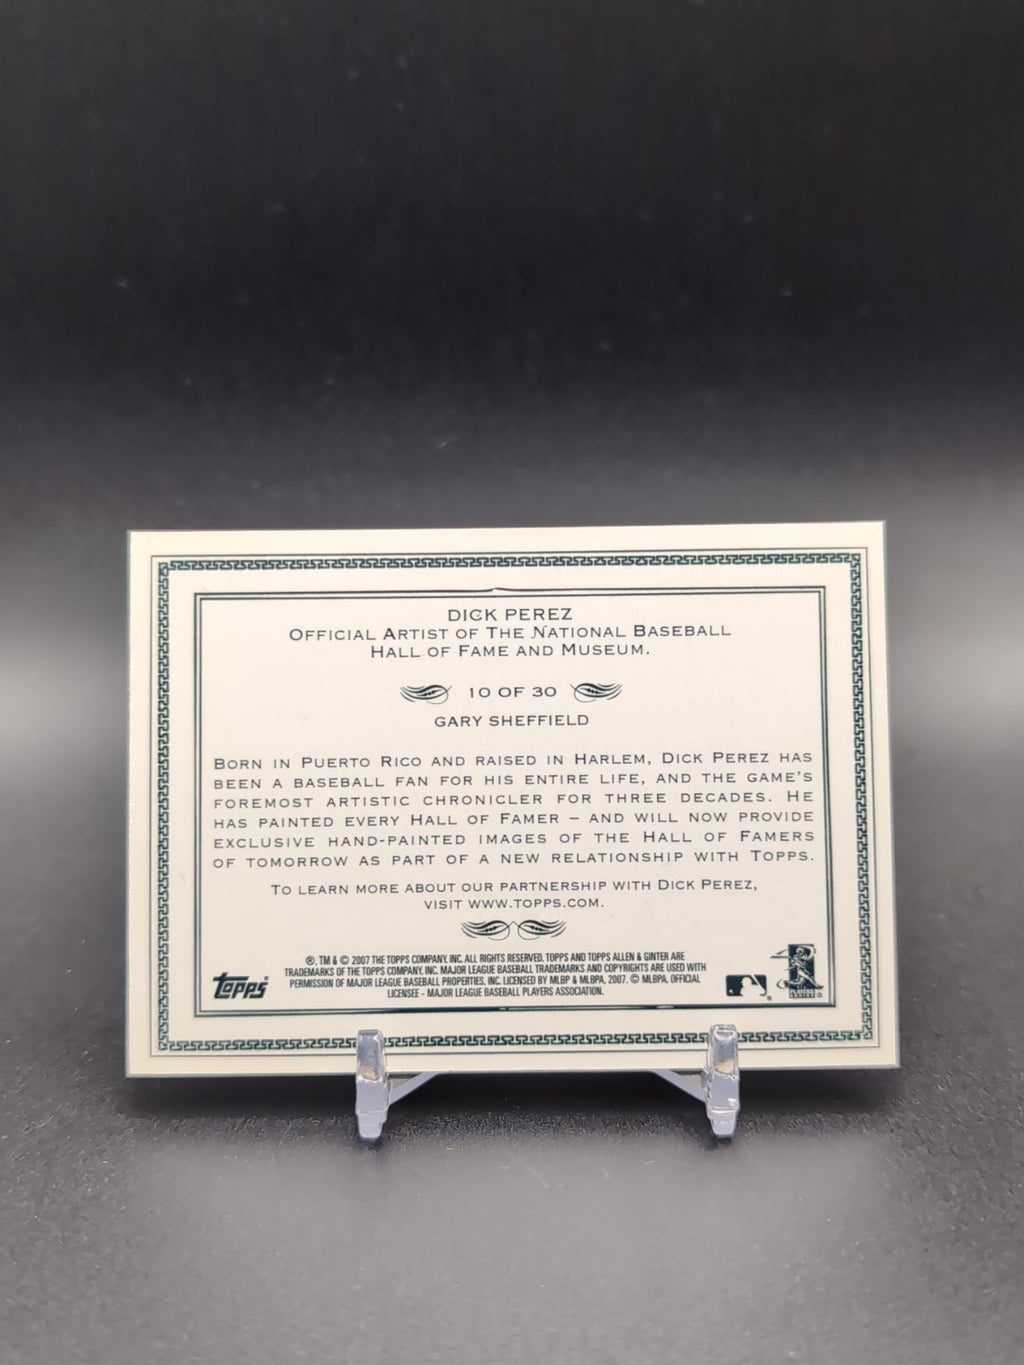 DICK PEREZ
OFFICIAL ARTIST OF THE NATIONAL BASEBALL
HALL OF FAME AND MUSEUM.
10 OF 30
GARY SHEFFIELD
BORN IN PUERTO RICO AND RAISED IN HARLEM, DICK PEREZ HAS
BEEN A BASEBALL FAN FOR HIS ENTIRE LIFE, AND THE GAME'S
FOREMOST ARTISTIC CHRONICLER FOR THREE DECADES. HE
HAS PAINTED EVERY HALL OF FAMER – AND WILL NOW PROVIDE
EXCLUSIVE HAND-PAINTED IMAGES OF THE HALL OF FAMERS
OF TOMORROW AS PART OF A NEW RELATIONSHIP WITH TOPPS.
TO LEARN MORE ABOUT OUR PARTNERSHIP WITH DICK PEREZ,
VISIT WWW.TOPPS.COM.
®, TM & © 2007 THE TOPPS COMPANY, INC. ALL RIGHTS RESERVED. TOPPS AND TOPPS ALLEN & GINTER ARE
TRADEMARKS OF THE TOPPS COMPANY, INC. MAJOR LEAGUE BASEBALL TRADEMARKS AND COPYRIGHTS ARE USED WITH
PERMISSION OF MAJOR LEAGUE BASEBALL PROPERTIES, INC. LICENSED BY MLBP & MLBPA, 2007. © MLBPA. OFFICIAL
LICENSEE - MAJOR LEAGUE BASEBALL PLAYERS ASSOCIATION.
Topps®
PLAYERS
CHOICE ®